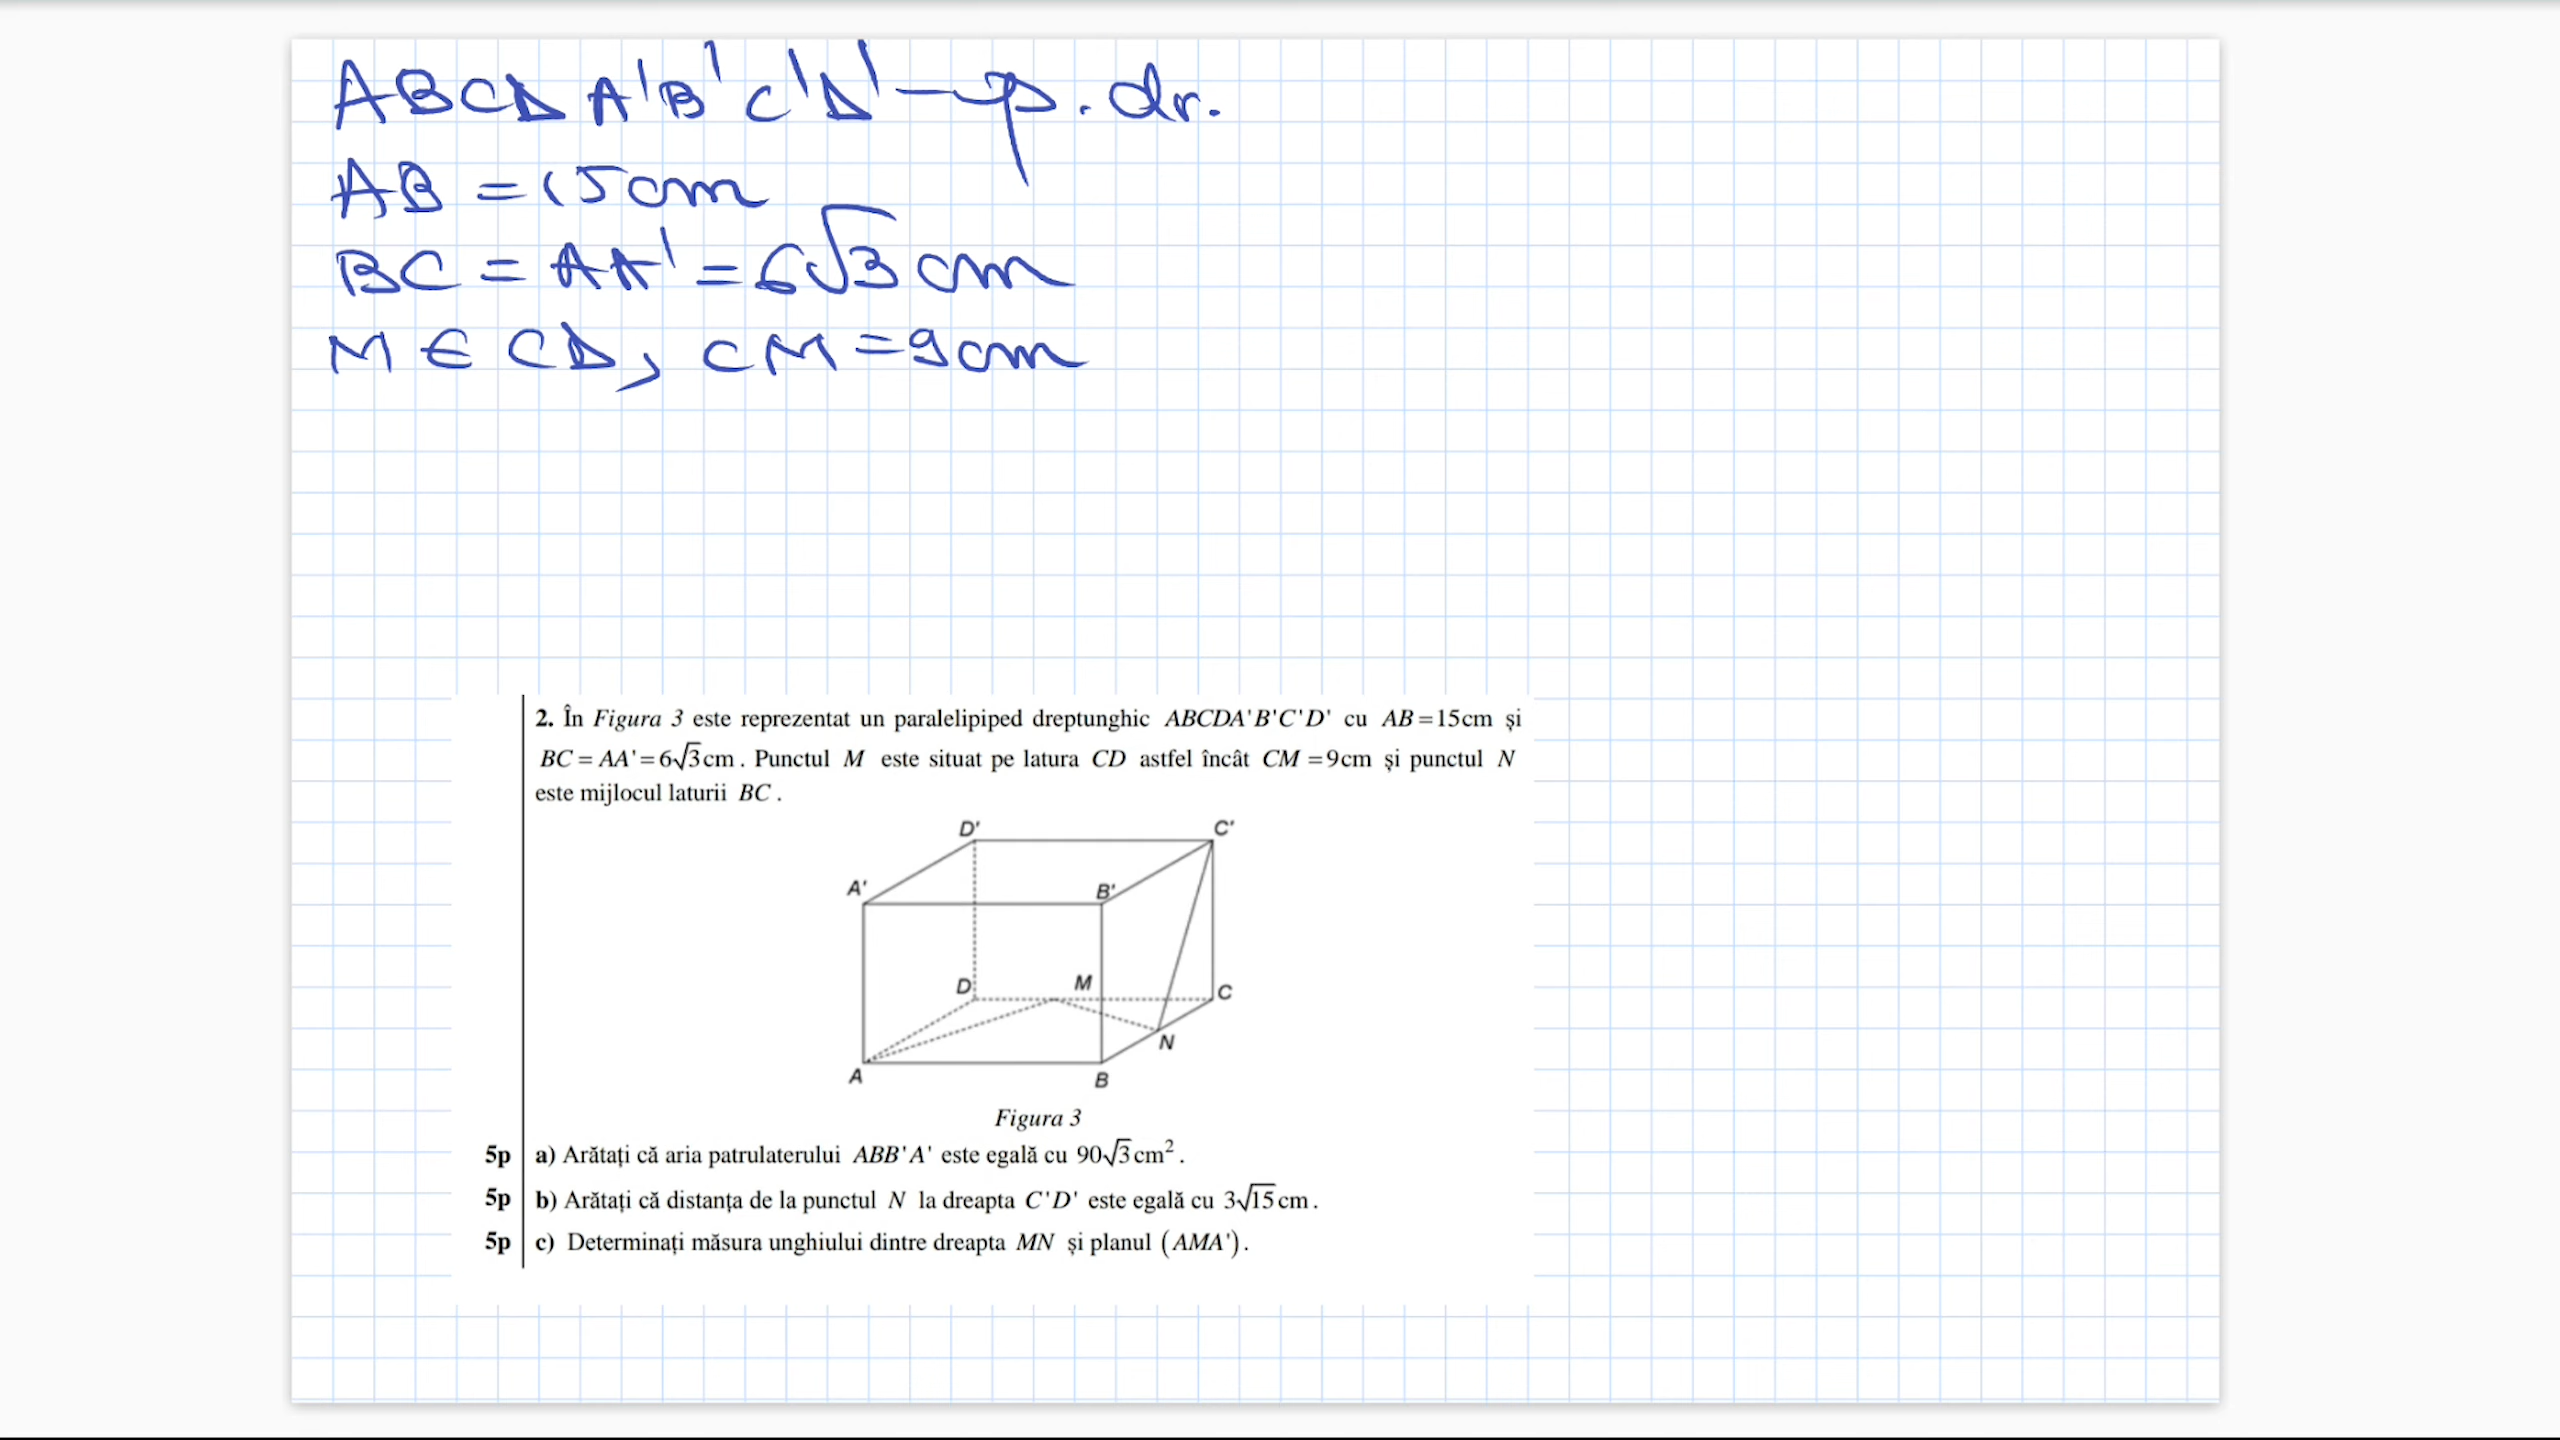 ABCDA'B'C'D' - p. dr.
AB = 15cm
BC = AA' = 6√3 cm
M ∈ CD, CM = 9cm
2. În Figura 3 este reprezentat un paralelipiped dreptunghic ABCDA'B'C'D' cu AB = 15cm și
BC = AA' = 6√3cm. Punctul M este situat pe latura CD astfel încât CM = 9cm și punctul N
este mijlocul laturii BC.
D' C'
A' B'
D M C
N
A B
Figura 3
5p a) Arătați că aria patrulaterului ABB'A' este egală cu 90√3cm².
5p b) Arătați că distanța de la punctul N la dreapta C'D' este egală cu 3√15cm.
5p c) Determinați măsura unghiului dintre dreapta MN și planul (AMA').